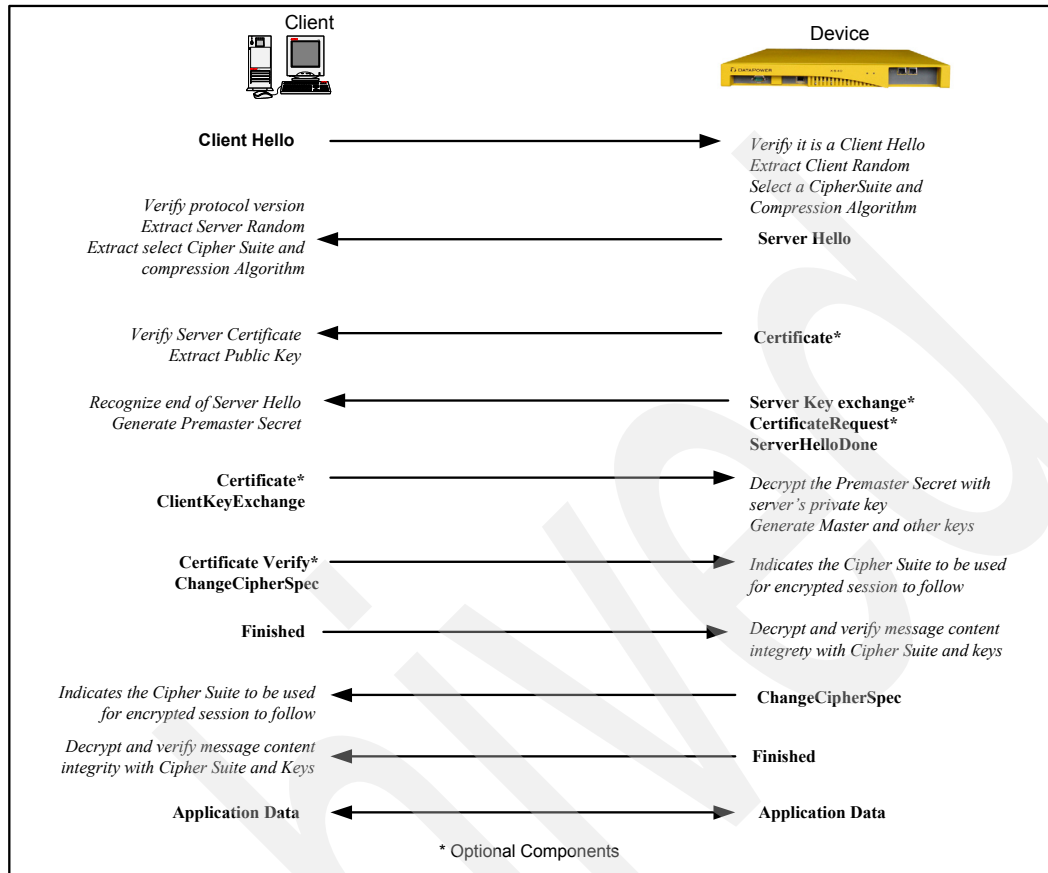 Client
Device
DATAPOWER
Client Hello
Verify it is a Client Hello
Extract Client Random
Select a CipherSuite and
Compression Algorithm
Verify protocol version
Extract Server Random
Extract select Cipher Suite and
compression Algorithm
Server Hello
Verify Server Certificate
Extract Public Key
Certificate*
Recognize end of Server Hello
Generate Premaster Secret
Server Key exchange*
CertificateRequest*
ServerHelloDone
Certificate*
ClientKeyExchange
Decrypt the Premaster Secret with
server's private key
Generate Master and other keys
Certificate Verify*
ChangeCipherSpec
Indicates the Cipher Suite to be used
for encrypted session to follow
Finished
Decrypt and verify message content
integrety with Cipher Suite and keys
Indicates the Cipher Suite to be used
for encrypted session to follow
ChangeCipherSpec
Decrypt and verify message content
integrity with Cipher Suite and Keys
Finished
Application Data
Application Data
* Optional Components
hived